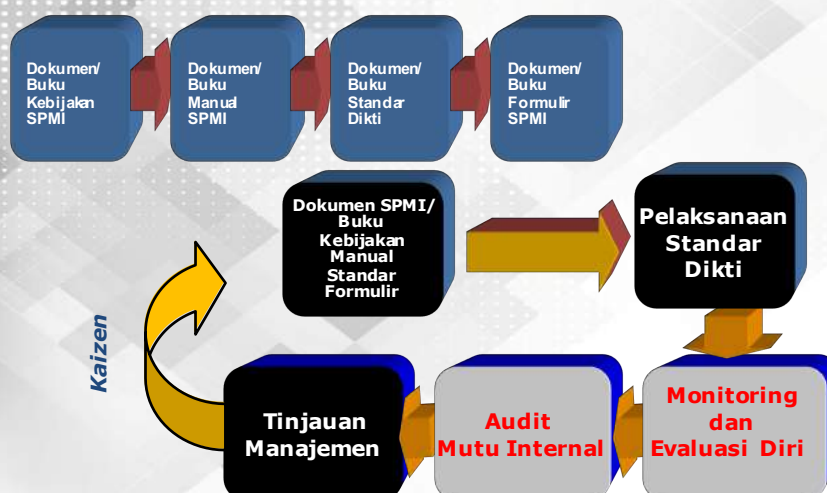 Dokumen/
Buku
Kebijakan
SPMI
Dokumen/
Buku
Manual
SPMI
Dokumen/
Buku
Standar
Dikti
Dokumen/
Buku
Formulir
SPMI
Dokumen SPMI/
Buku
Kebijakan
Manual
Standar
Formulir
Pelaksanaan
Standar
Dikti
Kaizen
Tinjauan
Manajemen
Audit
Mutu Internal
Monitoring
dan
Evaluasi Diri